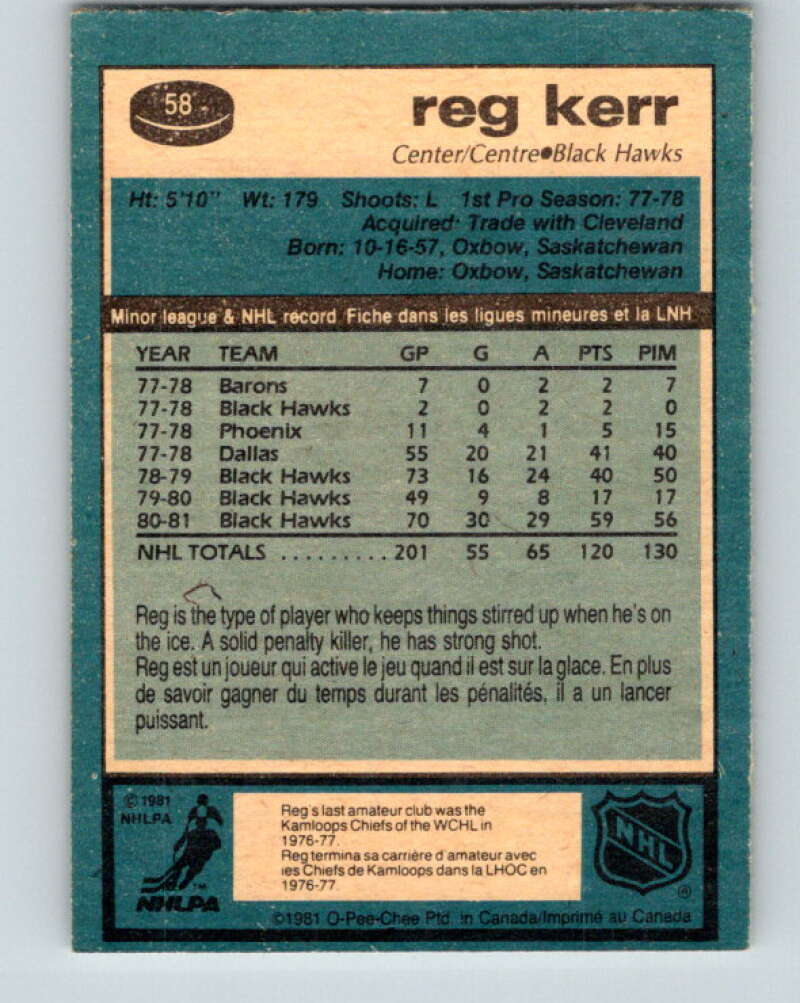 58
reg kerr
Center/Centre●Black Hawks
Ht: 5'10" Wt: 179 Shoots: L 1st Pro Season: 77-78
Acquired: Trade with Cleveland
Born: 10-16-57, Oxbow, Saskatchewan
Home: Oxbow, Saskatchewan
Minor league & NHL record Fiche dans les ligues mineures et la LNH
YEAR TEAM GP G A PTS PIM
77-78 Barons 7 0 2 2 7
77-78 Black Hawks 2 0 2 2 0
77-78 Phoenix 11 4 1 5 15
77-78 Dallas 55 20 21 41 40
78-79 Black Hawks 73 16 24 40 50
79-80 Black Hawks 49 9 8 17 17
80-81 Black Hawks 70 30 29 59 56
NHL TOTALS ..........201 55 65 120 130
Reg is the type of player who keeps things stirred up when he's on
the ice. A solid penalty killer, he has strong shot.
Reg est un joueur qui active le jeu quand il est sur la glace. En plus
de savoir gagner du temps durant les pénalités, il a un lancer
puissant.
© 1981
NHLPA
TM
NHLPA
Reg's last amateur club was the
Kamloops Chiefs of the WCHL in
1976-77.
Reg termina sa carrière d'amateur avec
les Chiefs de Kamloops dans la LHOC en
1976-77.
NHL
®
©1981 O-Pee-Chee Ptd. in Canada/Imprimé au Canada